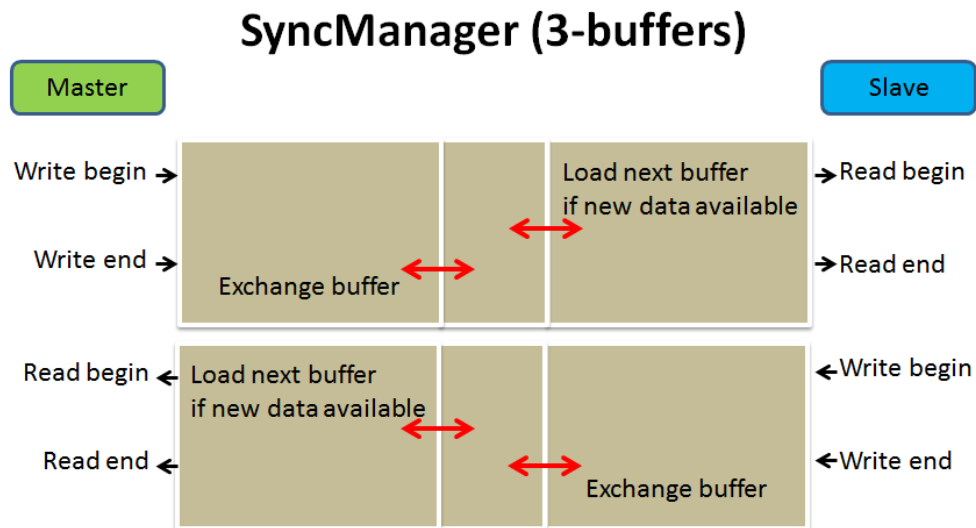 SyncManager (3-buffers)
Master
Slave
Write begin
Load next buffer
if new data available
Read begin
Write end
Exchange buffer
Read end
Read begin
Load next buffer
if new data available
Write begin
Read end
Exchange buffer
Write end